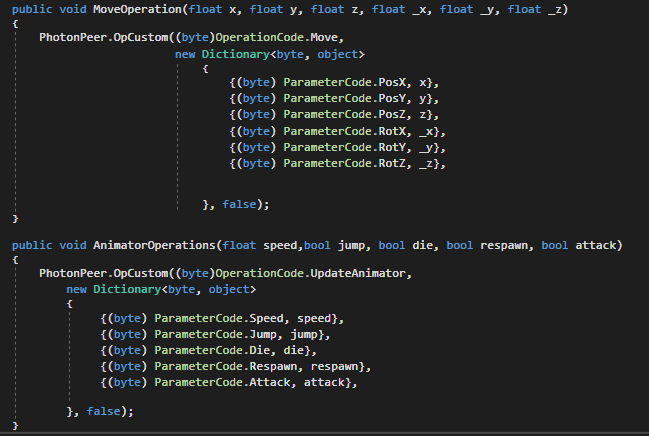 public void MoveOperation(float x, float y, float z, float _x, float _y, float _z)
{
PhotonPeer.OpCustom((byte)OperationCode.Move,
new Dictionary<byte, object>
{
{(byte) ParameterCode.PosX, x},
{(byte) ParameterCode.PosY, y},
{(byte) ParameterCode.PosZ, z},
{(byte) ParameterCode.RotX, _x},
{(byte) ParameterCode.RotY, _y},
{(byte) ParameterCode.RotZ, _z},
}, false);
}
public void AnimatorOperations(float speed,bool jump, bool die, bool respawn, bool attack)
{
PhotonPeer.OpCustom((byte)OperationCode.UpdateAnimator,
new Dictionary<byte, object>
{
{(byte) ParameterCode.Speed, speed},
{(byte) ParameterCode.Jump, jump},
{(byte) ParameterCode.Die, die},
{(byte) ParameterCode.Respawn, respawn},
{(byte) ParameterCode.Attack, attack},
}, false);
}